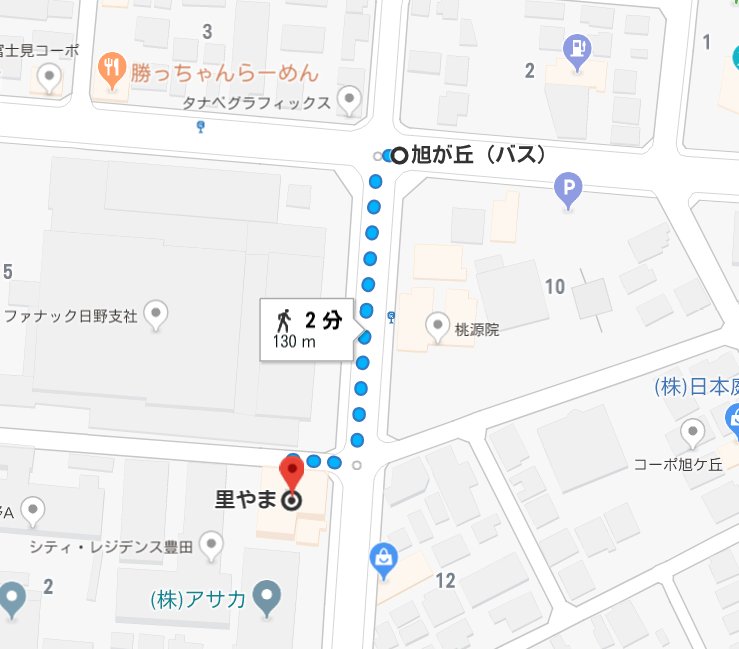 3
1
富士見コーポ
勝っちゃんらーめん
2
タナベグラフィックス
旭が丘（バス）
P
5
10
ファナック日野支社
2 分
130 m
桃源院
(株)日本庭
コーポ旭ケ丘
里やま
A
シティ・レジデンス豊田
2
(株)アサカ
12